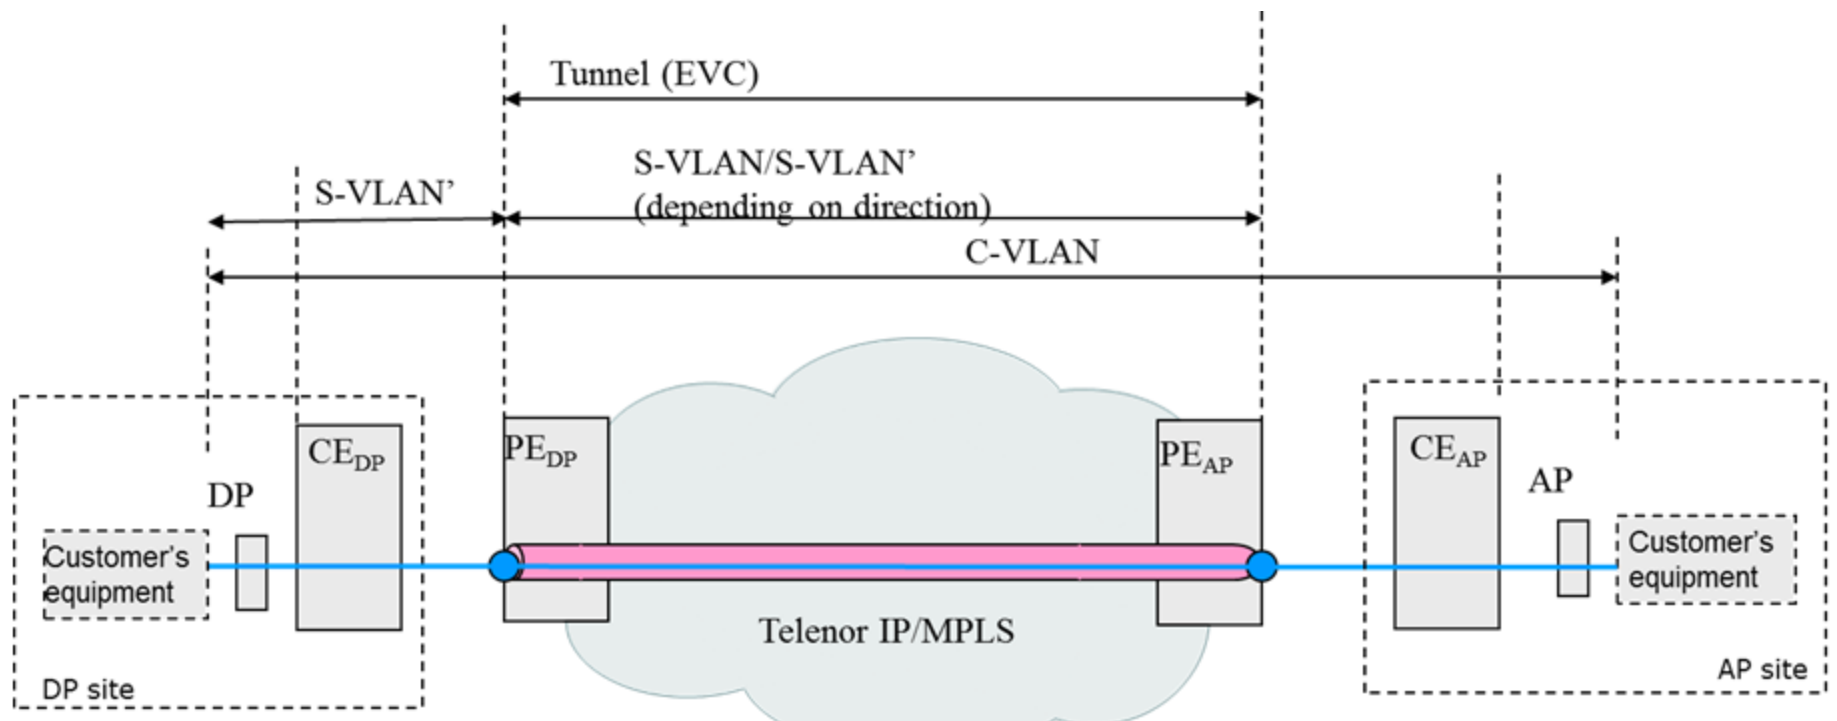 Tunnel (EVC)
S-VLAN/S-VLAN’
(depending on direction)
S-VLAN’
C-VLAN
CEDP
PEDP
PEAP
CEAP
DP
AP
Customer’s
equipment
Customer’s
equipment
Telenor IP/MPLS
DP site
AP site